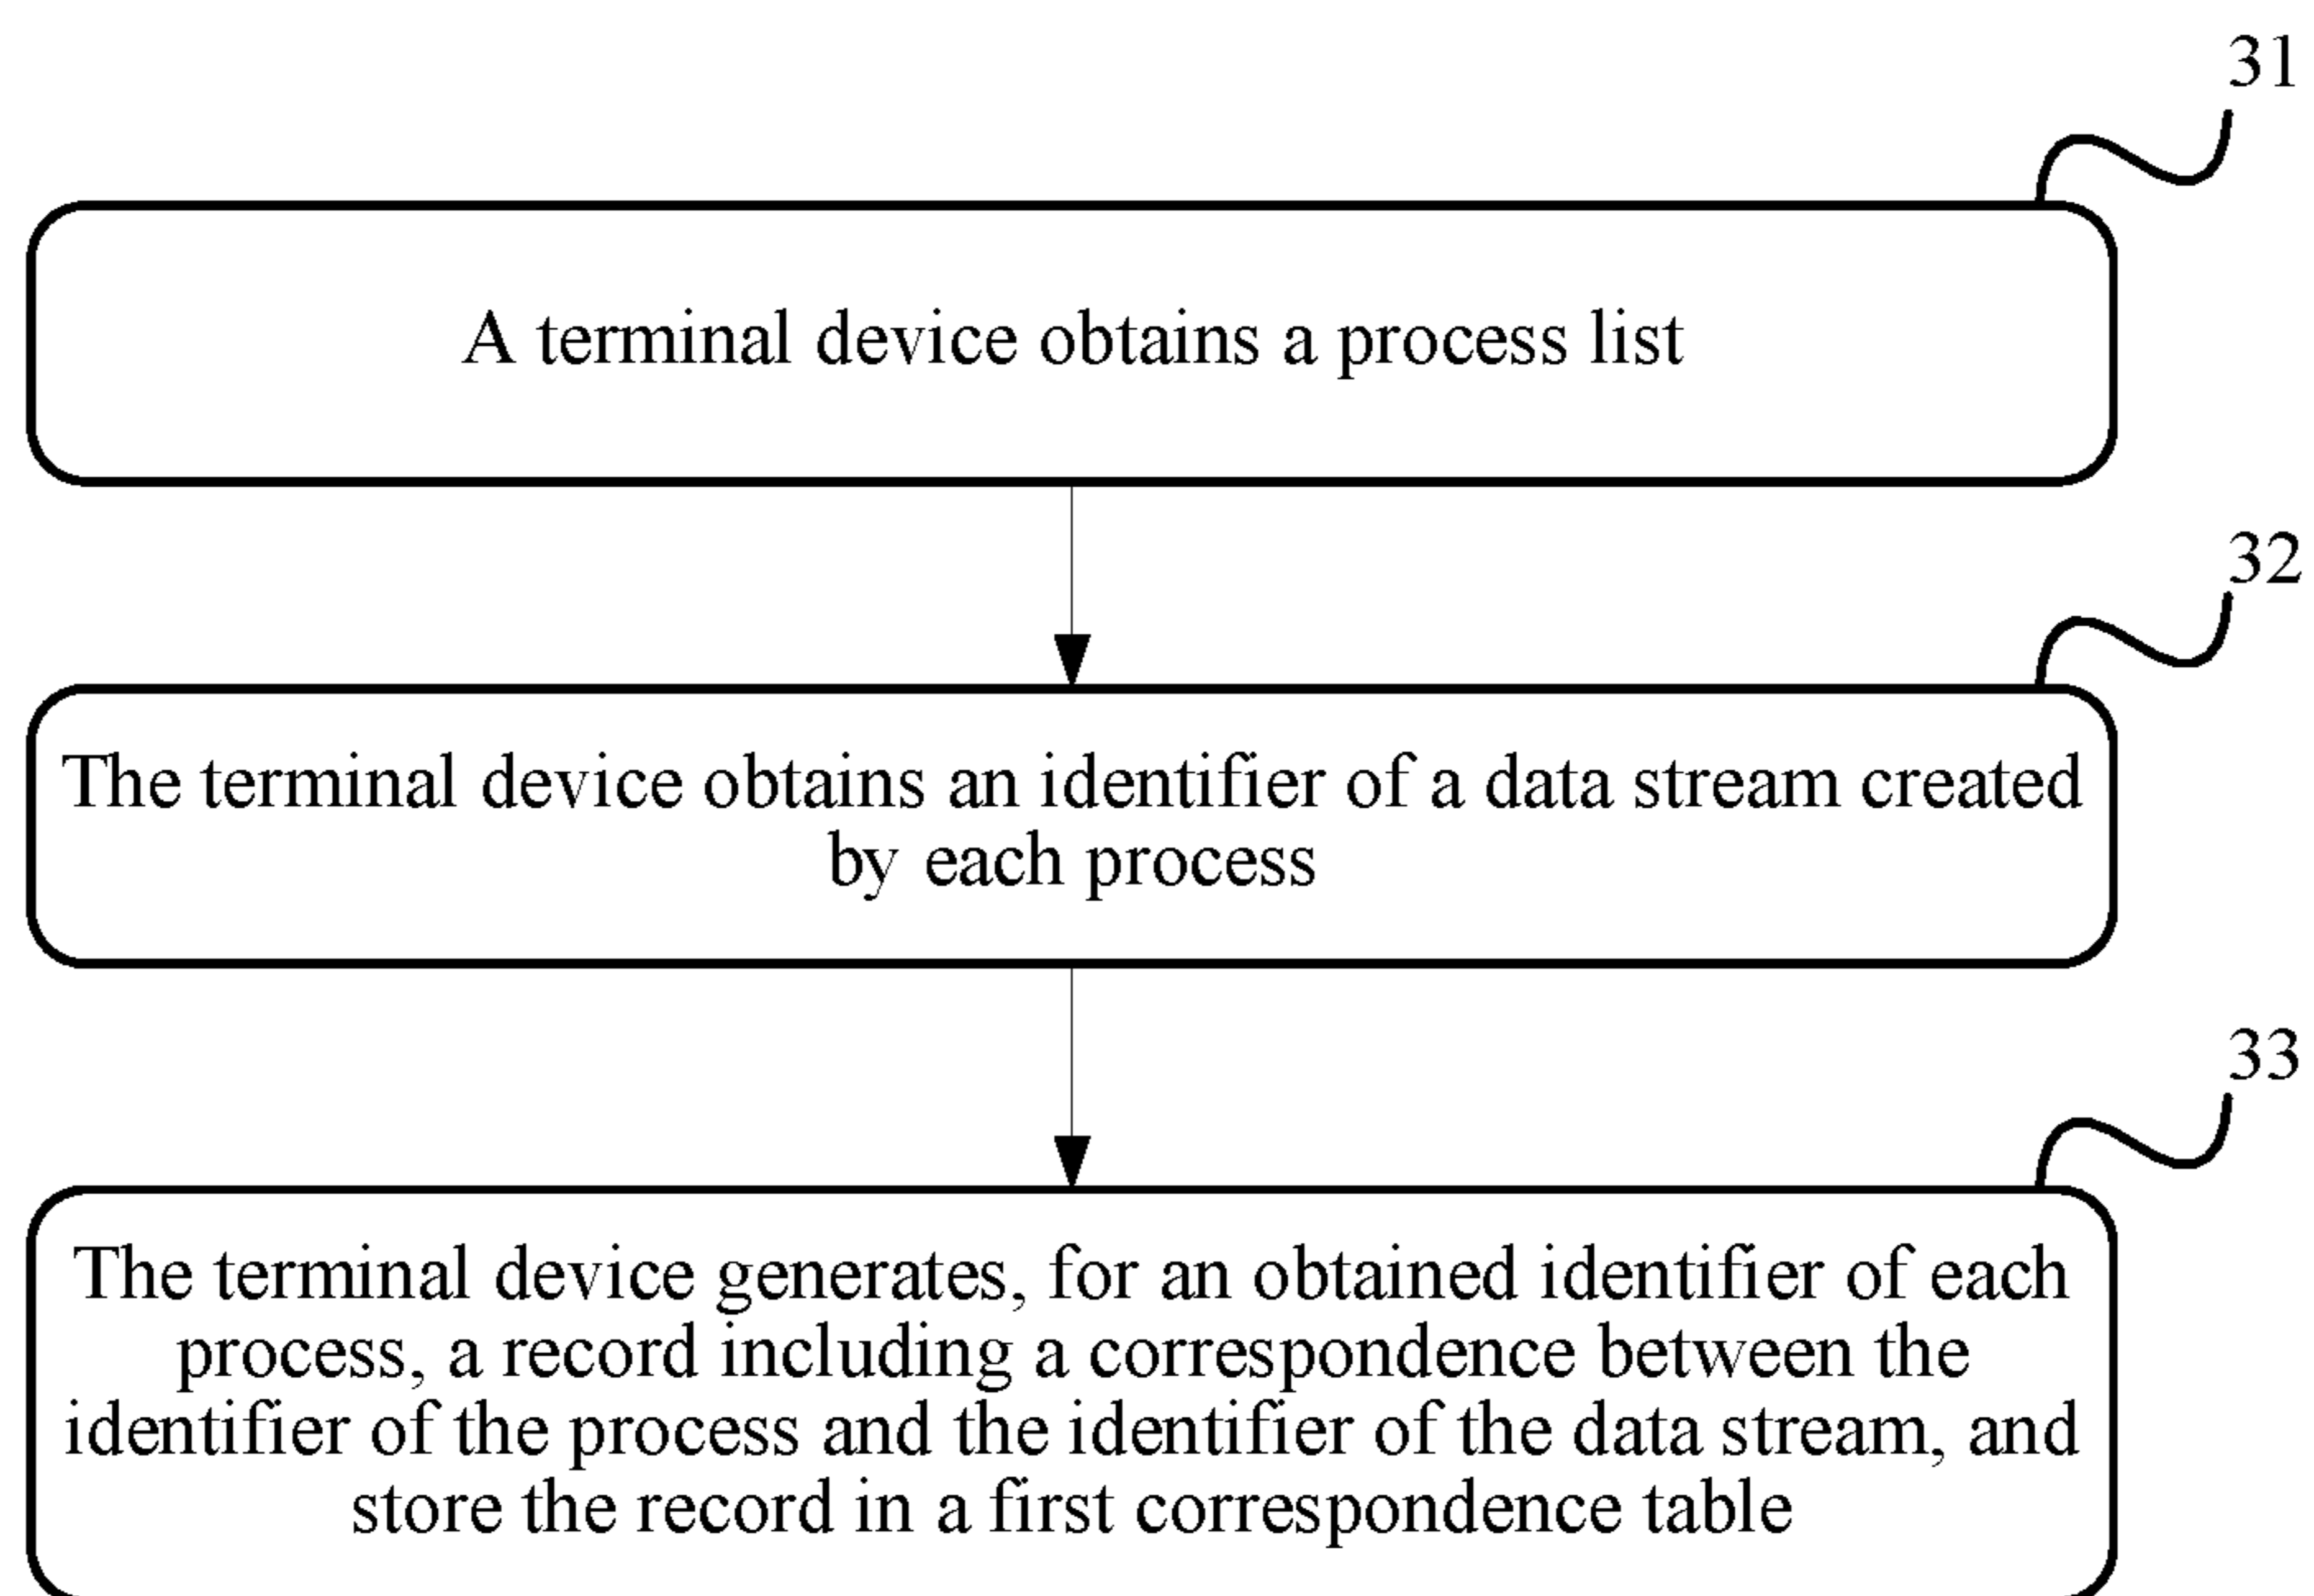 31
A terminal device obtains a process list
32
The terminal device obtains an identifier of a data stream created
by each process
33
The terminal device generates, for an obtained identifier of each
process, a record including a correspondence between the
identifier of the process and the identifier of the data stream, and
store the record in a first correspondence table